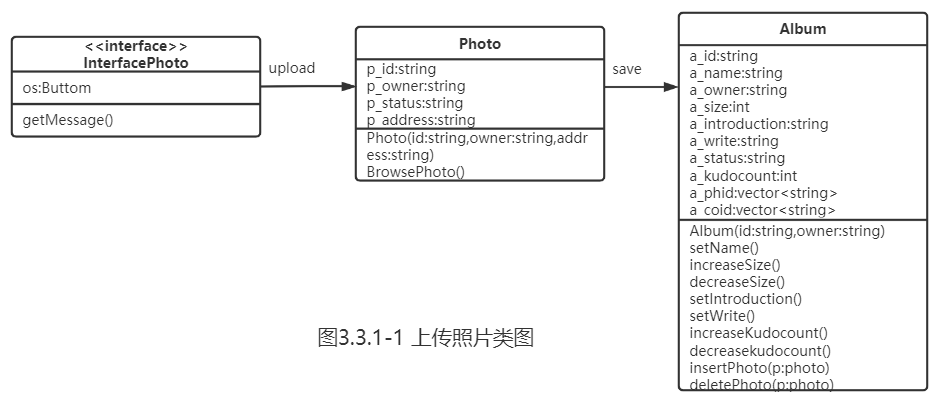 <<interface>>
InterfacePhoto
os:Buttom
getMessage()
upload
Photo
p_id:string
p_owner:string
p_status:string
p_address:string
Photo(id:string,owner:string,addr
ess:string)
BrowsePhoto()
save
Album
a_id:string
a_name:string
a_owner:string
a_size:int
a_introduction:string
a_write:string
a_status:string
a_kudocount:int
a_phid:vector<string>
a_coid:vector<string>
Album(id:string,owner:string)
setName()
increaseSize()
decreaseSize()
setIntroduction()
setWrite()
increaseKudocount()
decreasekudocount()
insertPhoto(p:photo)
deletePhoto(p:photo)
图3.3.1-1 上传照片类图